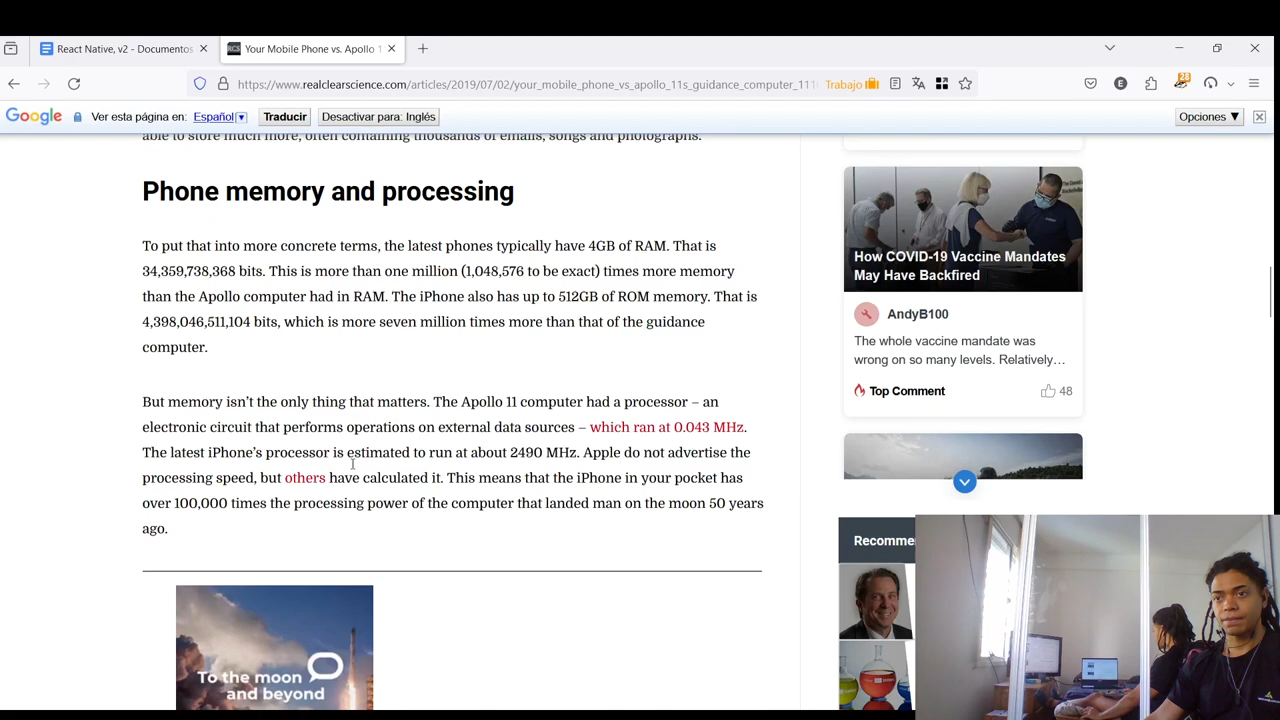 React Native, v2 - Documentos
RCS
Your Mobile Phone vs. Apollo 1
https://www.realclearscience.com/articles/2019/07/02/your_mobile_phone_vs_apollo_11s_guidance_computer_111
Trabajo
E
28
Google
Ver esta página en:
Español
Traducir
Desactivar para: Inglés
Opciones ▼
able to store much more, often containing thousands of emails, songs and photographs.
Phone memory and processing
To put that into more concrete terms, the latest phones typically have 4GB of RAM. That is
34,359,738,368 bits. This is more than one million (1,048,576 to be exact) times more memory
than the Apollo computer had in RAM. The iPhone also has up to 512GB of ROM memory. That is
4,398,046,511,104 bits, which is more seven million times more than that of the guidance
computer.
But memory isn't the only thing that matters. The Apollo 11 computer had a processor – an
electronic circuit that performs operations on external data sources – which ran at 0.043 MHz.
The latest iPhone's processor is estimated to run at about 2490 MHz. Apple do not advertise the
processing speed, but others have calculated it. This means that the iPhone in your pocket has
over 100,000 times the processing power of the computer that landed man on the moon 50 years
ago.
To the moon
and beyond
How COVID-19 Vaccine Mandates
May Have Backfired
AndyB100
The whole vaccine mandate was
wrong on so many levels. Relatively…
Top Comment
48
Recomme